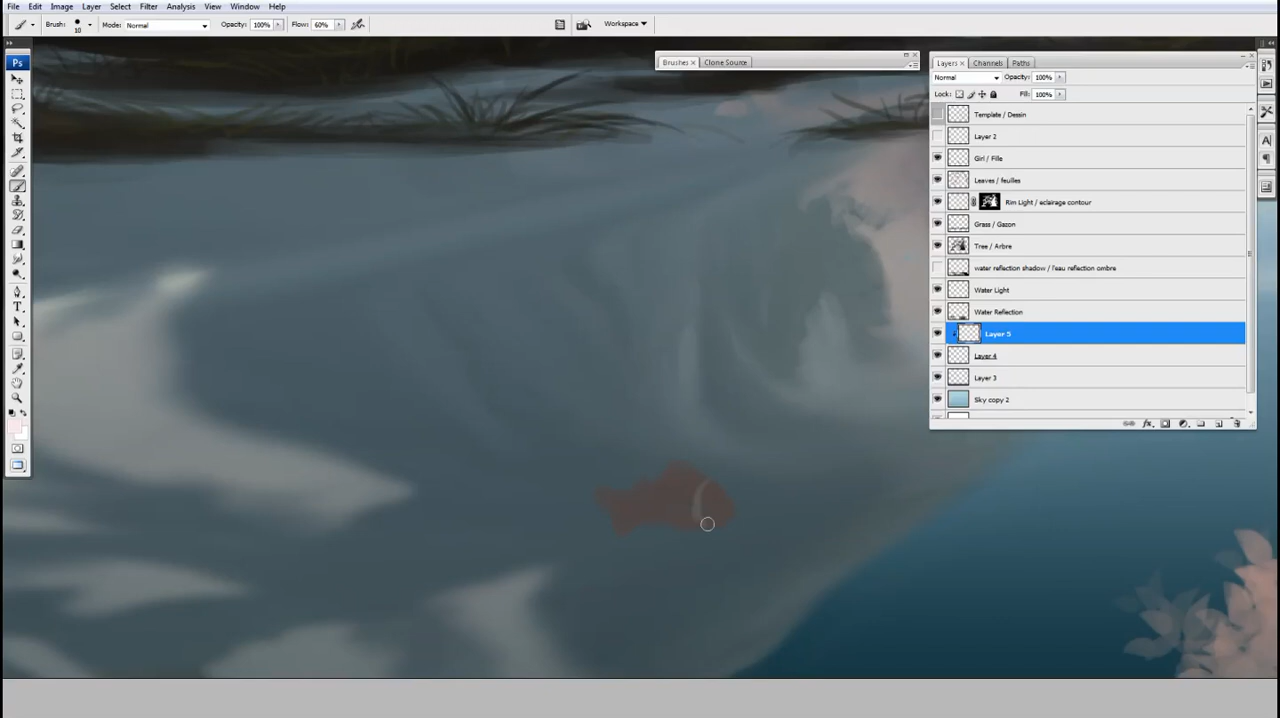 File Edit Image Layer Select Filter Analysis View Window Help
Brush: 10 Mode: Normal Opacity: 100% Flow: 60% Workspace
Ps
Brushes Clone Source
Layers Channels Paths
Normal Opacity: 100%
Lock: Fill: 100%
Template / Dessin
Layer 2
Girl / Fille
Leaves / feuilles
Rim Light / eclairage contour
Grass / Gazon
Tree / Arbre
water reflection shadow / l'eau reflection ombre
Water Light
Water Reflection
Layer 5
Layer 4
Layer 3
Sky copy 2